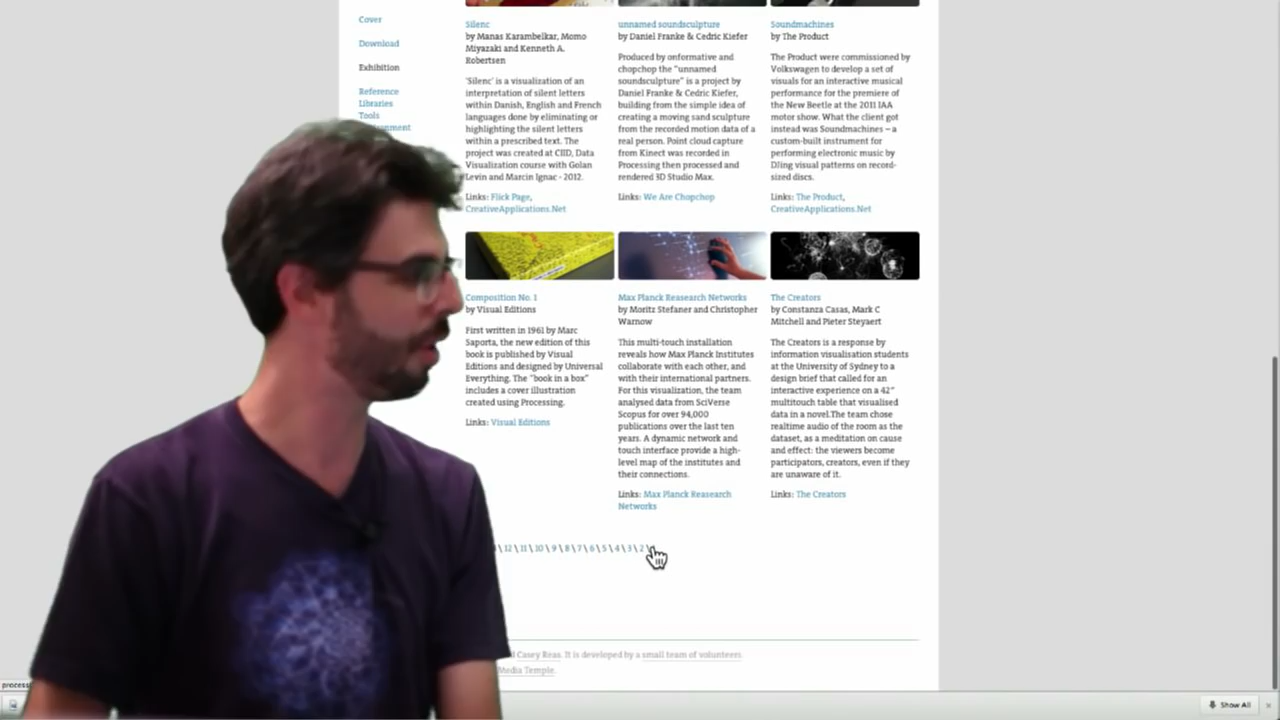 Cover
Download
Exhibition
Reference
Libraries
Tools
Silenc
by Manas Karambelkar, Momo
Miyazaki and Kenneth A.
Robertsen
'Silenc' is a visualization of an
interpretation of silent letters
within Danish, English and French
languages done by eliminating or
highlighting the silent letters
within a prescribed text. The
project was created at CIID, Data
Visualization course with Golan
Levin and Marcin Ignac - 2012.
Links: Flick Page,
CreativeApplications.Net
unnamed soundsculpture
by Daniel Franke & Cedric Kiefer
Produced by onformative and
chopchop the "unnamed
soundsculpture" is a project by
Daniel Franke & Cedric Kiefer,
building from the simple idea of
creating a moving sand sculpture
from the recorded motion data of a
real person. Point cloud capture
from Kinect was recorded in
Processing then processed and
rendered 3D Studio Max.
Links: We Are Chopchop
Soundmachines
by The Product
The Product were commissioned by
Volkswagen to develop a set of
visuals for an interactive musical
performance for the premiere of
the New Beetle at the 2011 IAA
motor show. What the client got
instead was Soundmachines – a
custom-built instrument for
performing electronic music by
DJing visual patterns on record-
sized discs.
Links: The Product,
CreativeApplications.Net
Composition No. 1
by Visual Editions
First written in 1961 by Marc
Saporta, the new edition of this
book is published by Visual
Editions and designed by Universal
Everything. The "book in a box"
includes a cover illustration
created using Processing.
Links: Visual Editions
Max Planck Reasearch Networks
by Moritz Stefaner and Christopher
Warnow
This multi-touch installation
reveals how Max Planck Institutes
collaborate with each other, and
with their international partners.
For this visualization, the team
analysed data from SciVerse
Scopus for over 94,000
publications over the last ten
years. A dynamic network and
touch interface provide a high-
level map of the institutes and
their connections.
Links: Max Planck Reasearch
Networks
The Creators
by Constanza Casas, Mark C
Mitchell and Pieter Steyaert
The Creators is a response by
information visualisation students
at the University of Sydney to a
design brief that called for an
interactive experience on a 42"
multitouch table that visualised
data in a novel.The team chose
realtime audio of the room as the
dataset, as a meditation on cause
and effect: the viewers become
participators, creators, even if they
are unaware of it.
Links: The Creators
\ 12 \ 11 \ 10 \ 9 \ 8 \ 7 \ 6 \ 5 \ 4 \ 3 \ 2 \
Casey Reas. It is developed by a small team of volunteers.
Media Temple.
Show All